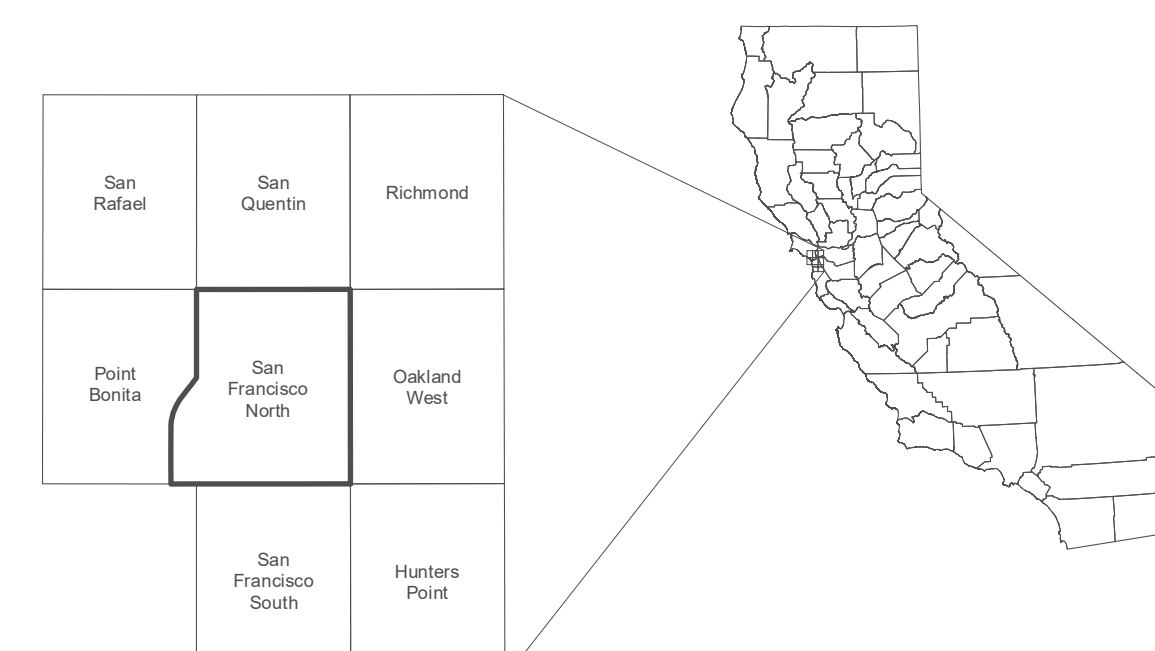 San
Rafael
San
Quentin
Richmond
Point
Bonita
San
Francisco
North
Oakland
West
San
Francisco
South
Hunters
Point